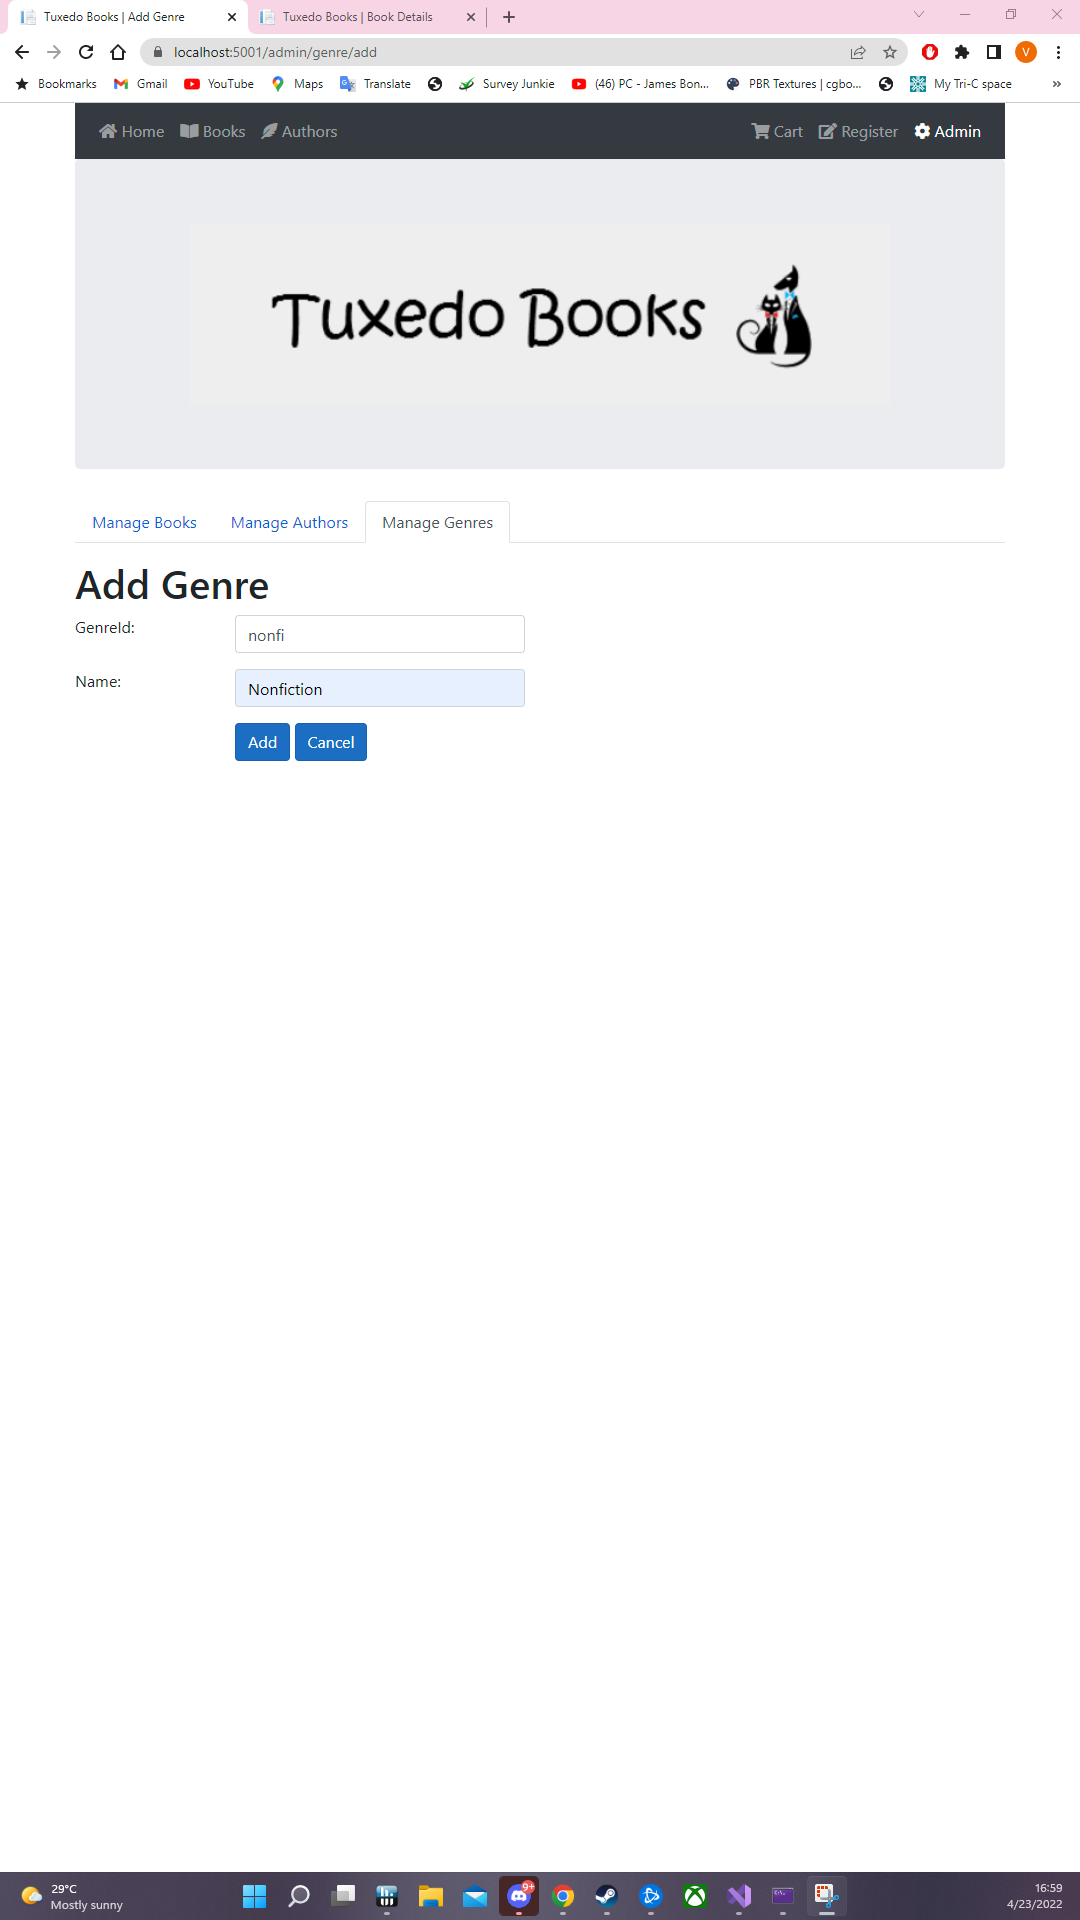 Tuxedo Books | Add Genre
Tuxedo Books | Book Details
localhost:5001/admin/genre/add
V
Bookmarks Gmail YouTube Maps Translate Survey Junkie (46) PC - James Bon... PBR Textures | cgbo... My Tri-C space »
Home Books Authors Cart Register Admin
Tuxedo Books
Manage Books Manage Authors Manage Genres
Add Genre
GenreId: nonfi
Name: Nonfiction
Add Cancel
29°C
Mostly sunny
9+
16:59
4/23/2022